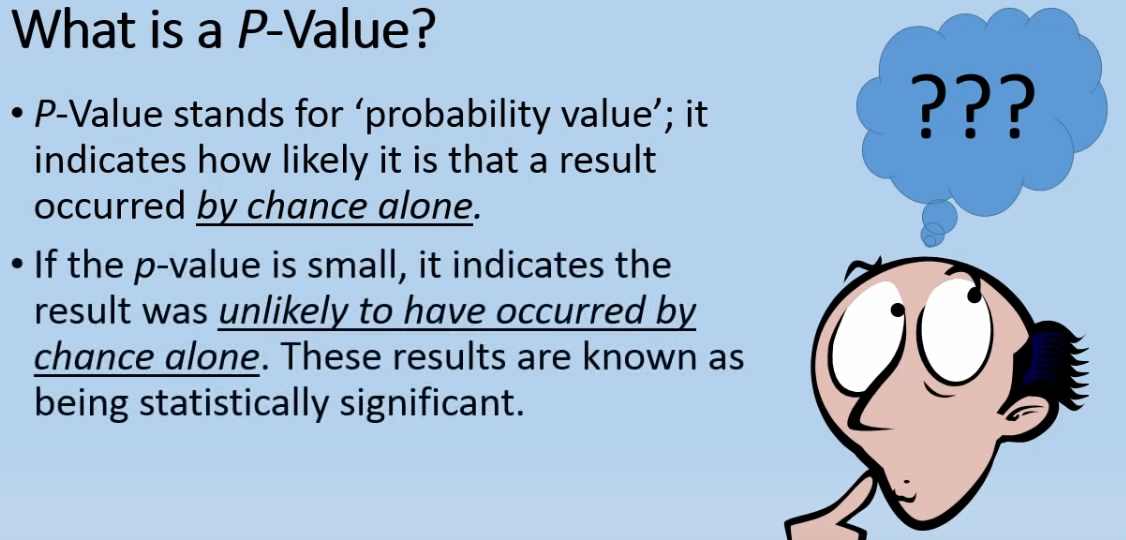 What is a P-Value?
???
• P-Value stands for ‘probability value’; it
indicates how likely it is that a result
occurred by chance alone.
• If the p-value is small, it indicates the
result was unlikely to have occurred by
chance alone. These results are known as
being statistically significant.